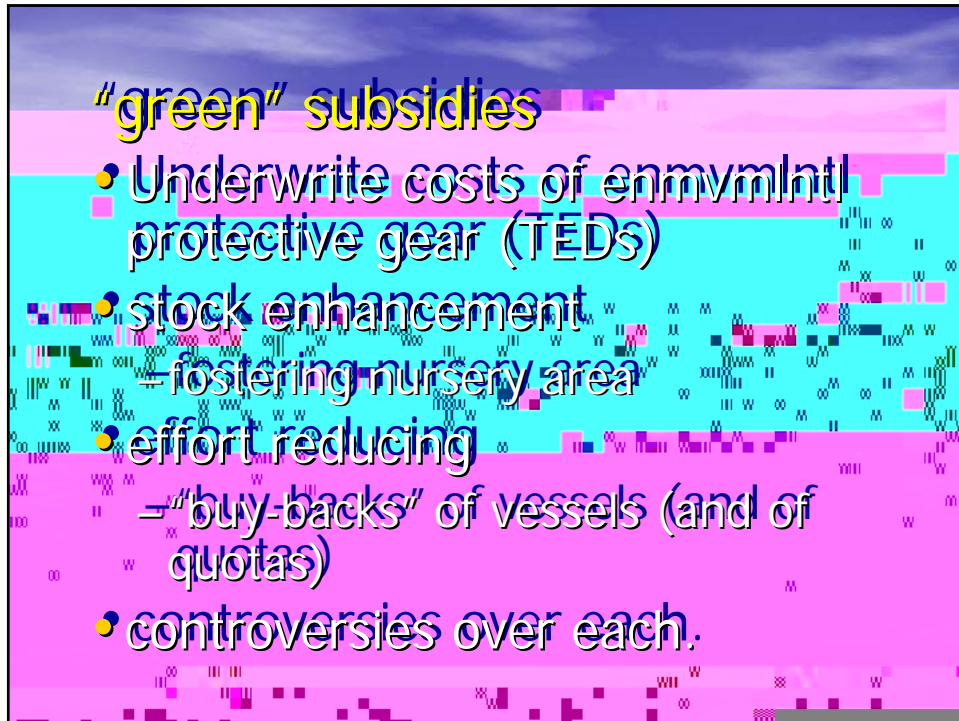 “green” subsidies
• Underwrite costs of enmvmlntl
protective gear (TEDs)
• stock enhancement
– fostering nursery area
• effort reducing
– “buy-backs” of vessels (and of
quotas)
• controversies over each.